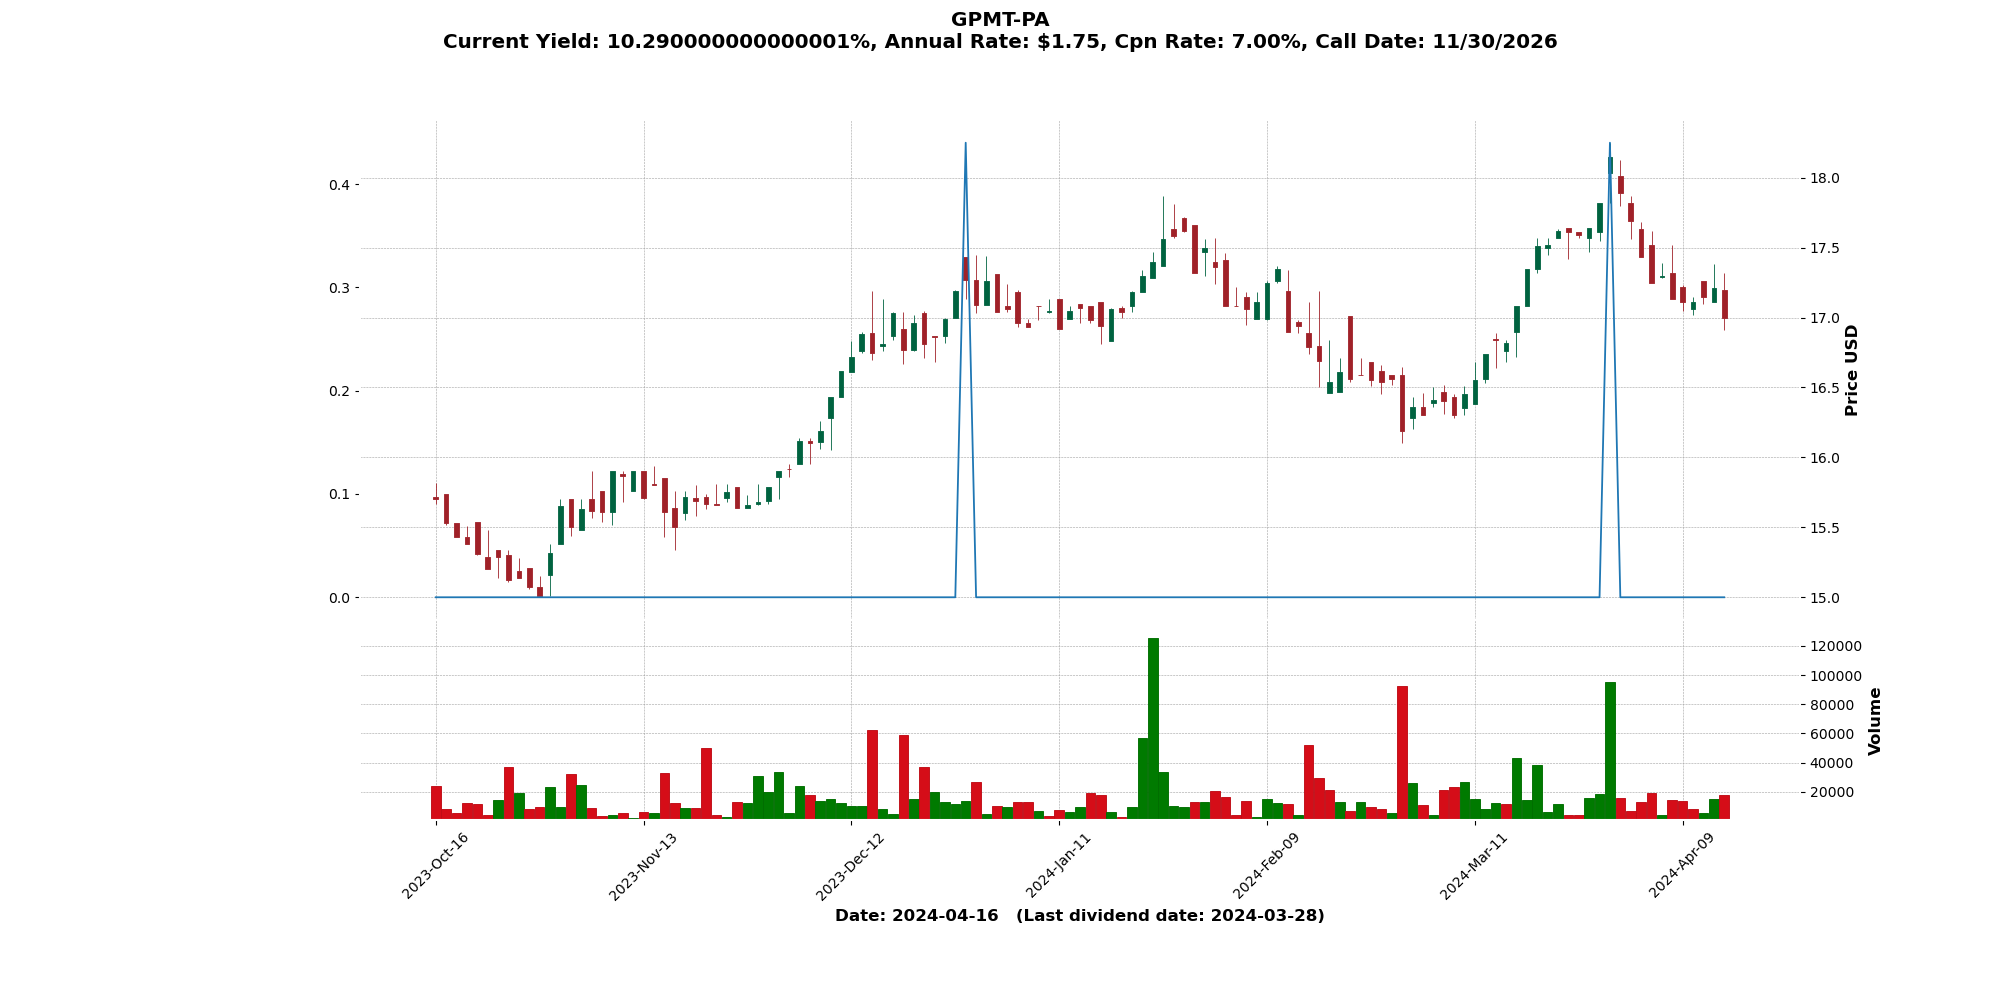 GPMT-PA
Current Yield: 10.290000000000001%, Annual Rate: $1.75, Cpn Rate: 7.00%, Call Date: 11/30/2026
0.4
0.3
0.2
0.1
0.0
18.0
17.5
17.0
16.5
16.0
15.5
15.0
Price USD
120000
100000
80000
60000
40000
20000
Volume
2023-Oct-16
2023-Nov-13
2023-Dec-12
2024-Jan-11
2024-Feb-09
2024-Mar-11
2024-Apr-09
Date: 2024-04-16 (Last dividend date: 2024-03-28)